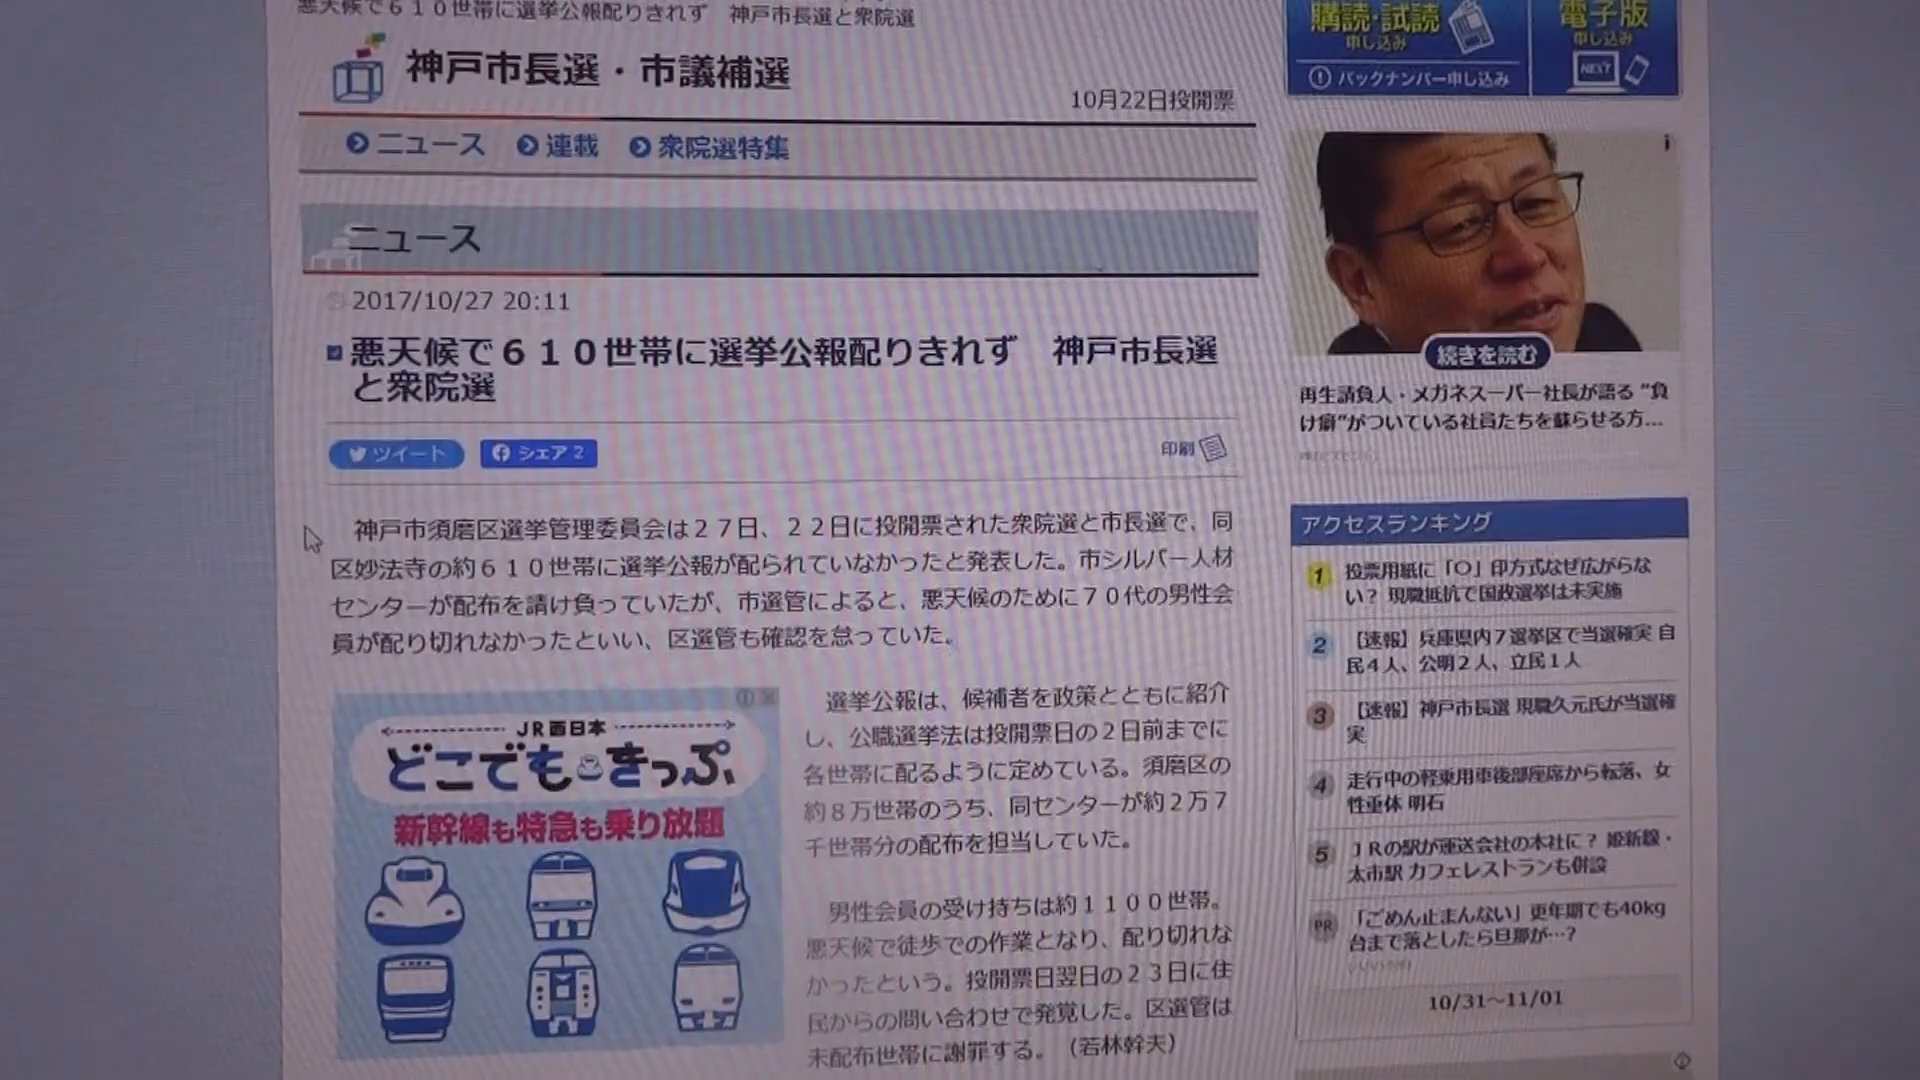 悪天候で６１０世帯に選挙公報配りきれず　神戸市長選と衆院選
神戸市長選・市議補選
10月22日投開票
ニュース
連載
衆院選特集
ニュース
2017/10/27 20:11
悪天候で６１０世帯に選挙公報配りきれず　神戸市長選
と衆院選
ツイート
シェア 2
印刷
神戸市須磨区選挙管理委員会は２７日、２２日に投開票された衆院選と市長選で、同
区妙法寺の約６１０世帯に選挙公報が配られていなかったと発表した。市シルバー人材
センターが配布を請け負っていたが、市選管によると、悪天候のために７０代の男性会
員が配り切れなかったといい、区選管も確認を怠っていた。
選挙公報は、候補者を政策とともに紹介
し、公職選挙法は投開票日の２日前までに
各世帯に配るように定めている。須磨区の
約８万世帯のうち、同センターが約２万７
千世帯分の配布を担当していた。
男性会員の受け持ちは約１１００世帯。
悪天候で徒歩での作業となり、配り切れな
かったという。投開票日翌日の２３日に住
民からの問い合わせで発覚した。区選管は
未配布世帯に謝罪する。（若林幹夫）
JR西日本
どこでもきっぷ
新幹線も特急も乗り放題
購読・試読
申し込み
バックナンバー申し込み
電子版
申し込み
NEXT
続きを読む
再生請負人・メガネスーパー社長が語る “負
け癖”がついている社員たちを蘇らせる方…
アクセスランキング
1 投票用紙に「〇」印方式なぜ広がらな
い？ 現職抵抗で国政選挙は未実施
2 【速報】兵庫県内７選挙区で当選確実 自
民４人、公明２人、立民１人
3 【速報】神戸市長選 現職久元氏が当選確
実
4 走行中の軽乗用車後部座席から転落、女
性重体 明石
5 ＪＲの駅が運送会社の本社に？ 姫新線・
太市駅 カフェレストランも併設
PR 「ごめん止まんない」更年期でも40kg
台まで落としたら旦那が…？
10/31～11/01